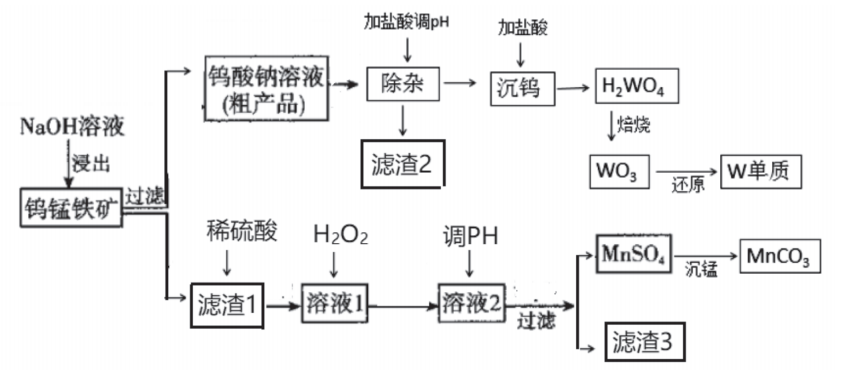 加盐酸调pH
加盐酸
钨酸钠溶液
(粗产品)
除杂
沉钨
H₂WO₄
NaOH溶液
浸出
焙烧
滤渣2
WO₃
还原
W单质
钨锰铁矿
过滤
稀硫酸
H₂O₂
调PH
MnSO₄
沉锰
MnCO₃
滤渣1
溶液1
溶液2
过滤
滤渣3